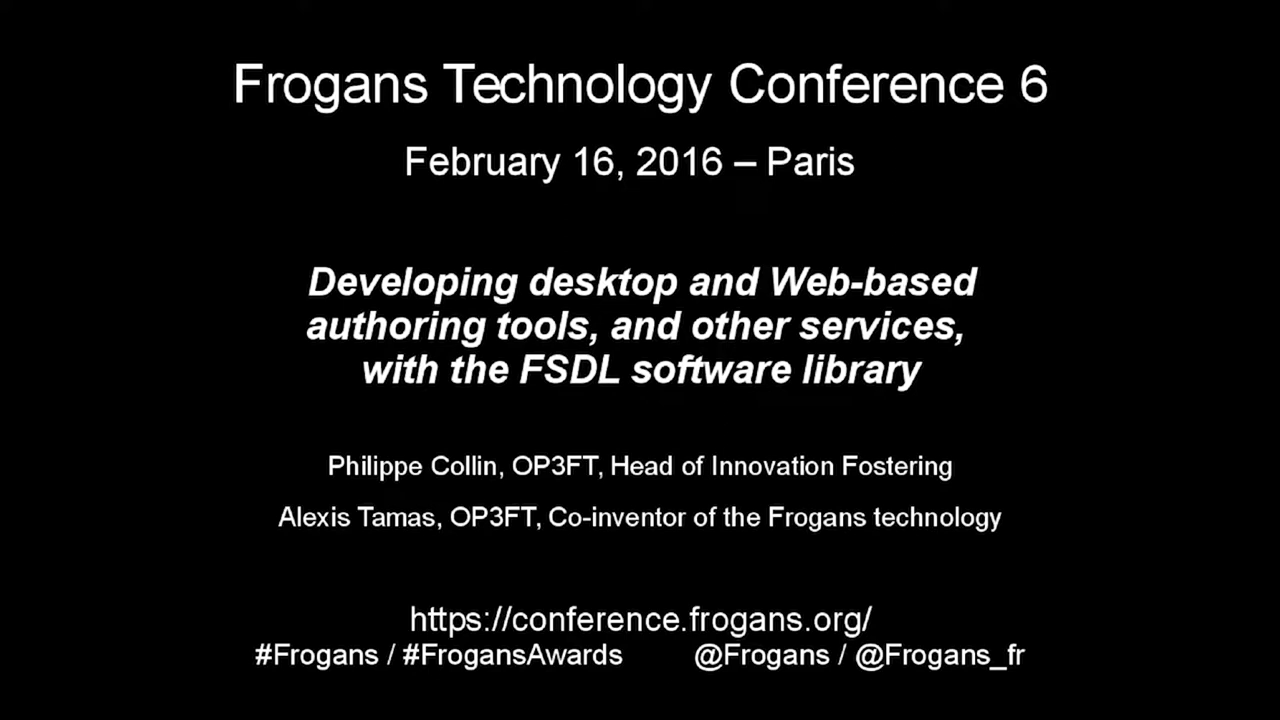 Frogans Technology Conference 6
February 16, 2016 – Paris
Developing desktop and Web-based
authoring tools, and other services,
with the FSDL software library
Philippe Collin, OP3FT, Head of Innovation Fostering
Alexis Tamas, OP3FT, Co-inventor of the Frogans technology
https://conference.frogans.org/
#Frogans / #FrogansAwards @Frogans / @Frogans_fr